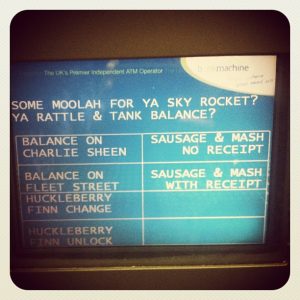 The UK's Premier Independent ATM Operator
machine
SOME MOOLAH FOR YA SKY ROCKET?
YA RATTLE & TANK BALANCE?
BALANCE ON
CHARLIE SHEEN
SAUSAGE & MASH
NO RECEIPT
BALANCE ON
FLEET STREET
SAUSAGE & MASH
WITH RECEIPT
HUCKLEBERRY
FINN CHANGE
HUCKLEBERRY
FINN UNLOCK